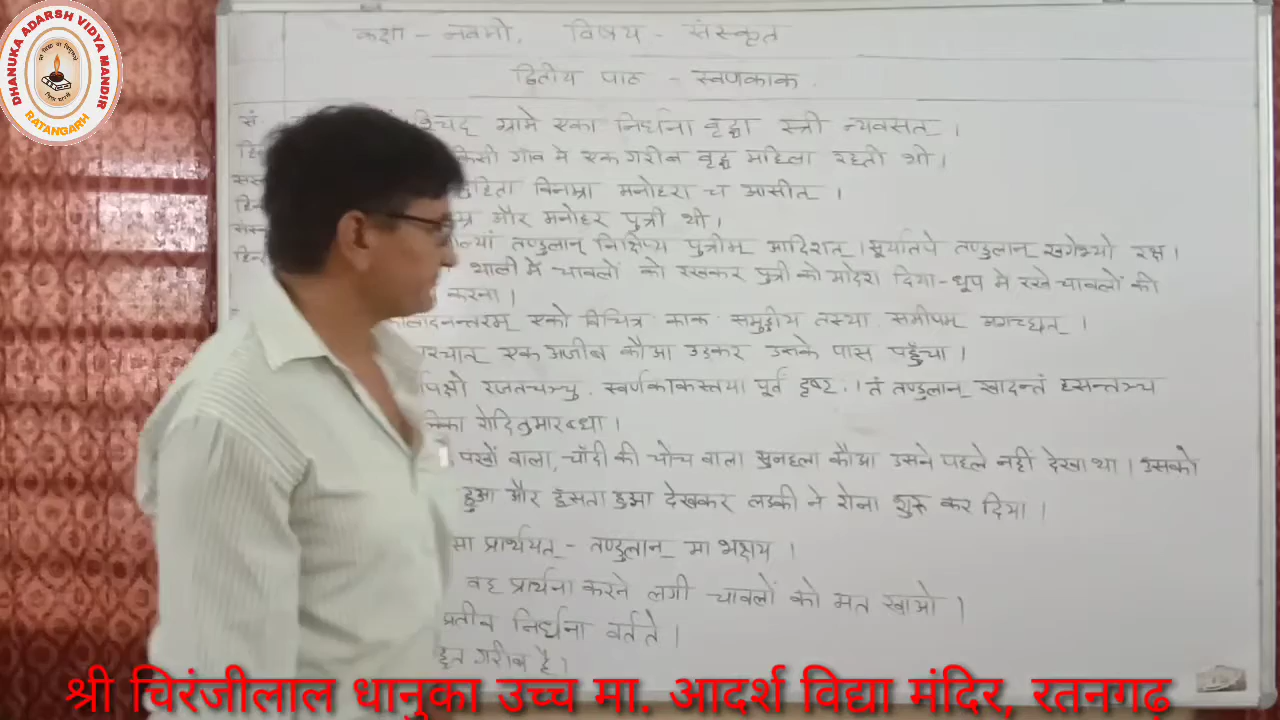 DHANUKA ADARSH VIDYA MANDIR
RATANGARH
कक्षा - नवमी, विषय - संस्कृत
द्वितीय पाठ - स्वणकाक.
ग्रामे एका निर्धना वृद्धा स्त्री न्यवसत् ।
किसी गाँव मे एक गरीब वृद्ध महिला रहती थी।
दुहिता विनम्रा मनोहरा च आसीत् ।
और मनोहर पुत्री थी।
तण्डुलान् निक्षिप्य पुत्रीम् आदिशत् । सूर्यातपे तण्डुलान् खगेभ्यो रक्ष ।
थाली में चावलों को रखकर पुत्री को आदेश दिया - धूप मे रखे चावलों की
करना ।
एको विचित्र काक समुड्डीय तस्या समीपम् अगच्छत् ।
एक अजीब कौआ उड़कर उसके पास पहुँचा ।
रजतचञ्चु . स्वर्णकाकस्तया पूर्वं दृष्ट . । तं तण्डुलान् खादन्तं हसन्तञ्च
रोदितुमारब्धा ।
पंखों वाला, चाँदी की चोंच वाला सुनहला कौआ उसने पहले नहीं देखा था । उसको
हुआ और हँसता हुआ देखकर लडकी ने रोना शुरू कर दिया ।
सा प्रार्थयत् - तण्डुलान् मा भक्षय ।
वह प्रार्थना करने लगी चावलों को मत खाओ ।
निर्धना वर्तते ।
गरीब है ।
श्री चिरंजीलाल धानुका उच्च मा. आदर्श विद्या मंदिर, रतनगढ